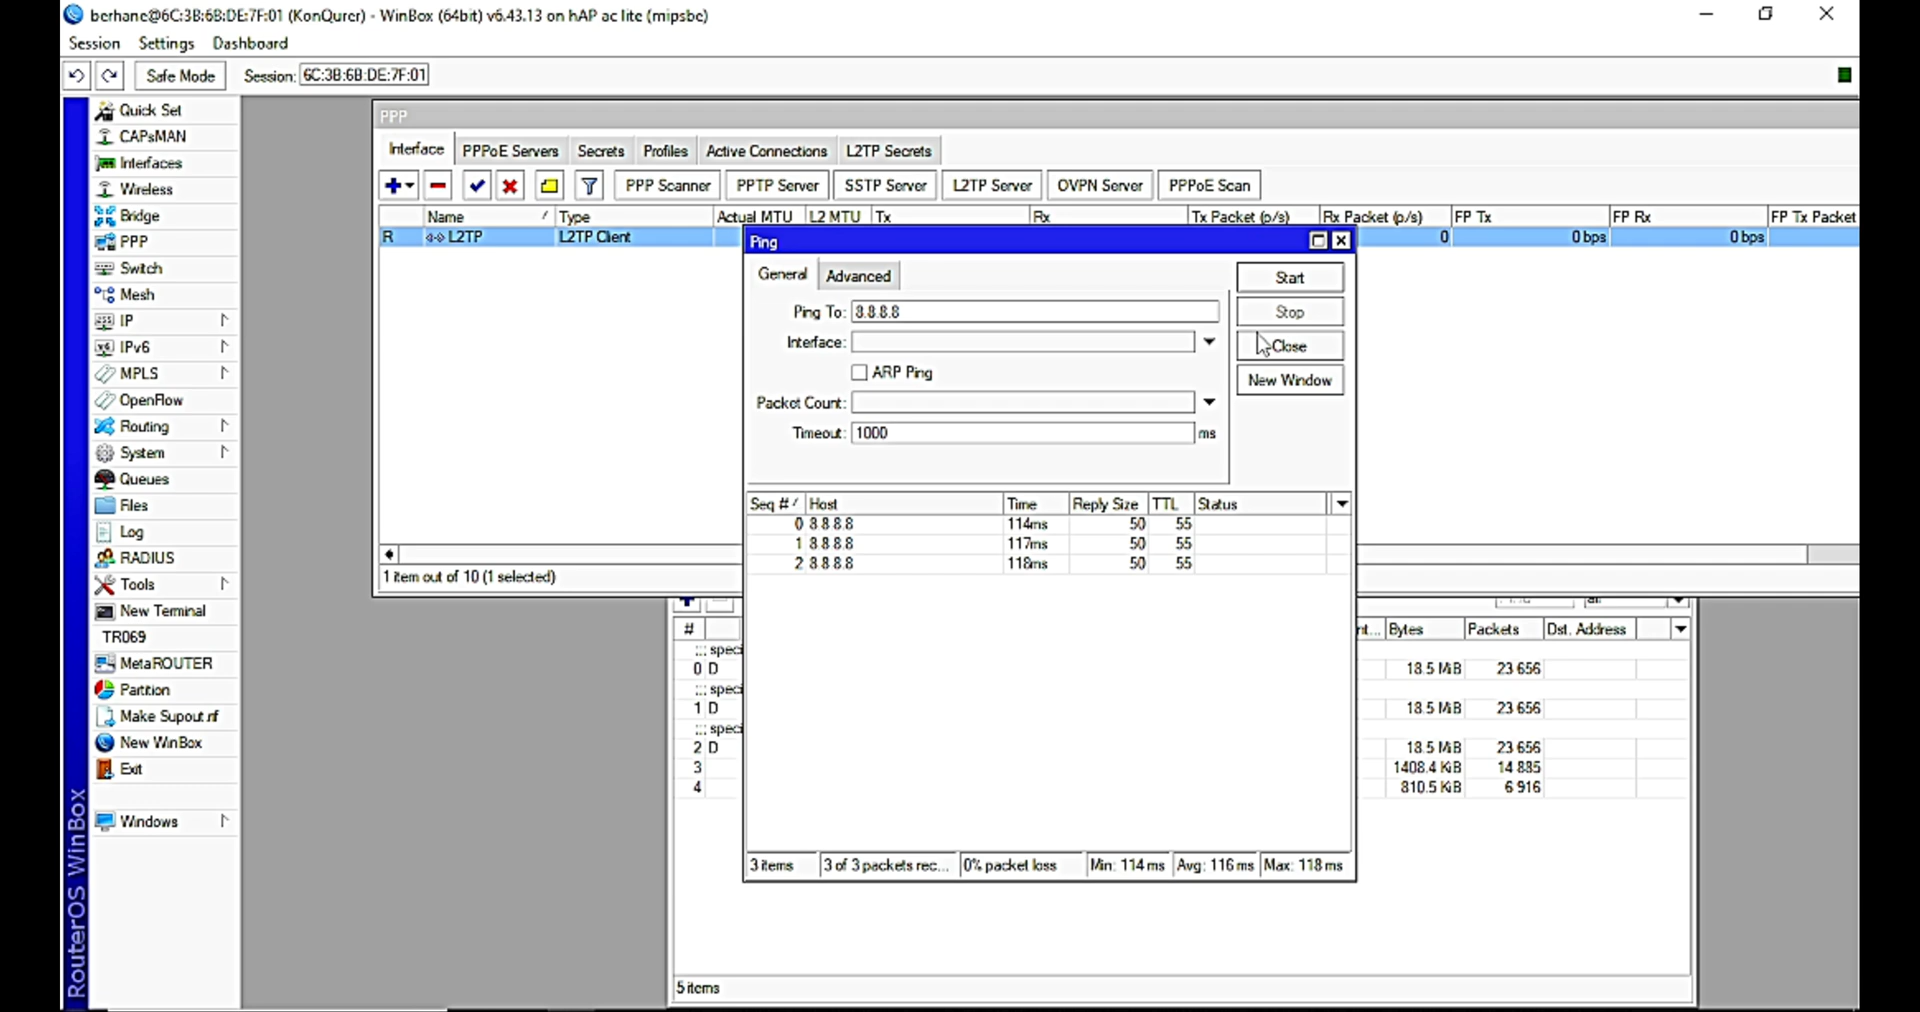 berhane@6C:3B:6B:DE:7F:01 (KonQurer) - WinBox (64bit) v6.43.13 on hAP ac lite (mipsbe)
Session Settings Dashboard
Safe Mode Session: 6C:3B:6B:DE:7F:01
Quick Set
CAPsMAN
Interfaces
Wireless
Bridge
PPP
Switch
Mesh
IP
IPv6
MPLS
OpenFlow
Routing
System
Queues
Files
Log
RADIUS
Tools
New Terminal
TR069
MetaROUTER
Partition
Make Supout.rif
New WinBox
Exit
Windows
RouterOS WinBox
PPP
Interface PPPoE Servers Secrets Profiles Active Connections L2TP Secrets
PPP Scanner PPTP Server SSTP Server L2TP Server OVPN Server PPPoE Scan
Name Type Actual MTU L2 MTU Tx Rx Tx Packet (p/s) Rx Packet (p/s) FP Tx FP Rx FP Tx Packet
R L2TP L2TP Client 0 0 bps 0 bps
1 item out of 10 (1 selected)
Ping
General Advanced
Ping To: 8.8.8.8
Interface:
ARP Ping
Packet Count:
Timeout: 1000 ms
Start
Stop
Close
New Window
Seq # Host Time Reply Size TTL Status
0 8.8.8.8 114ms 50 55
1 8.8.8.8 117ms 50 55
2 8.8.8.8 118ms 50 55
3 items 3 of 3 packets rec... 0% packet loss Min: 114 ms Avg: 116 ms Max: 118 ms
all
# nt... Bytes Packets Dst. Address
::: speci
0 D 18.5 MiB 23 656
::: speci
1 D 18.5 MiB 23 656
::: speci
2 D 18.5 MiB 23 656
3 1408.4 KiB 14 885
4 810.5 KiB 6 916
5 items